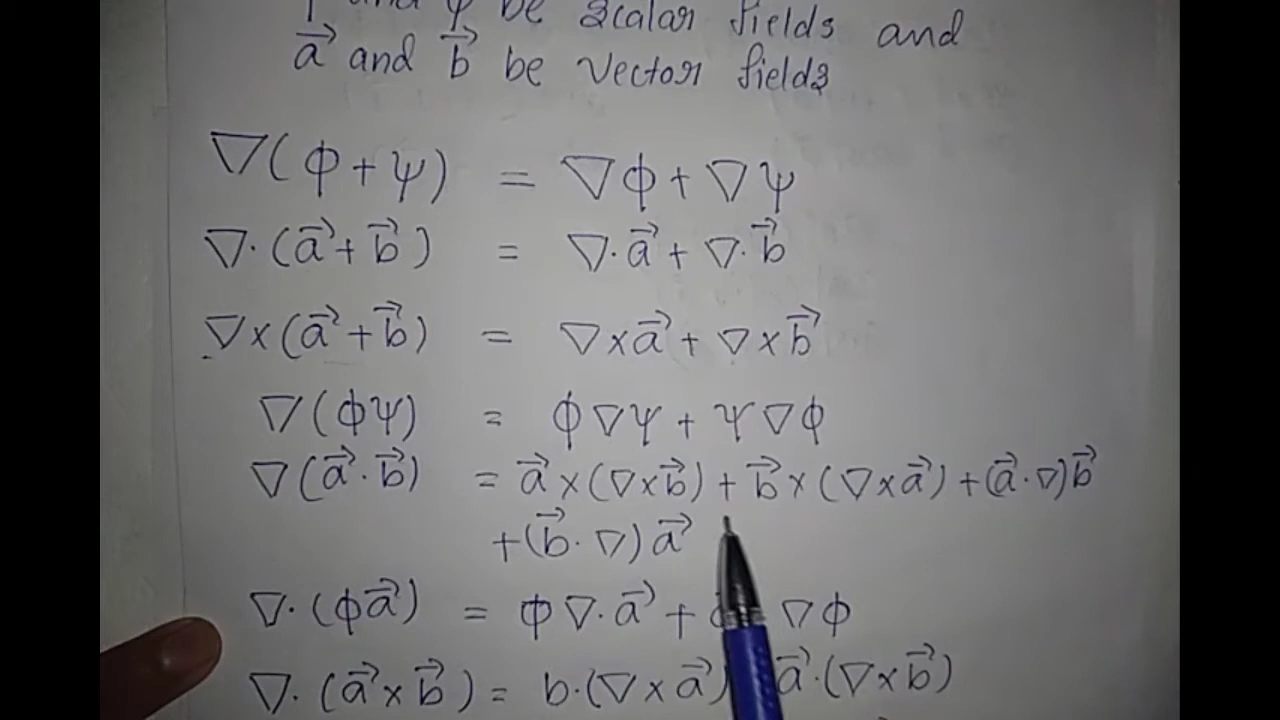 and ψ be scalar fields and
a⃗ and b⃗ be vector fields
∇(ϕ+ψ) = ∇ϕ+∇ψ
∇·(a⃗+b⃗) = ∇·a⃗+∇·b⃗
∇×(a⃗+b⃗) = ∇×a⃗+∇×b⃗
∇(ϕψ) = ϕ∇ψ+ψ∇ϕ
∇(a⃗·b⃗) = a⃗×(∇×b⃗)+b⃗×(∇×a⃗)+(a⃗·∇)b⃗
+(b⃗·∇)a⃗
∇·(ϕa⃗) = ϕ∇·a⃗+ ∇ϕ
∇·(a⃗×b⃗) = b·(∇×a⃗) a⃗·(∇×b⃗)